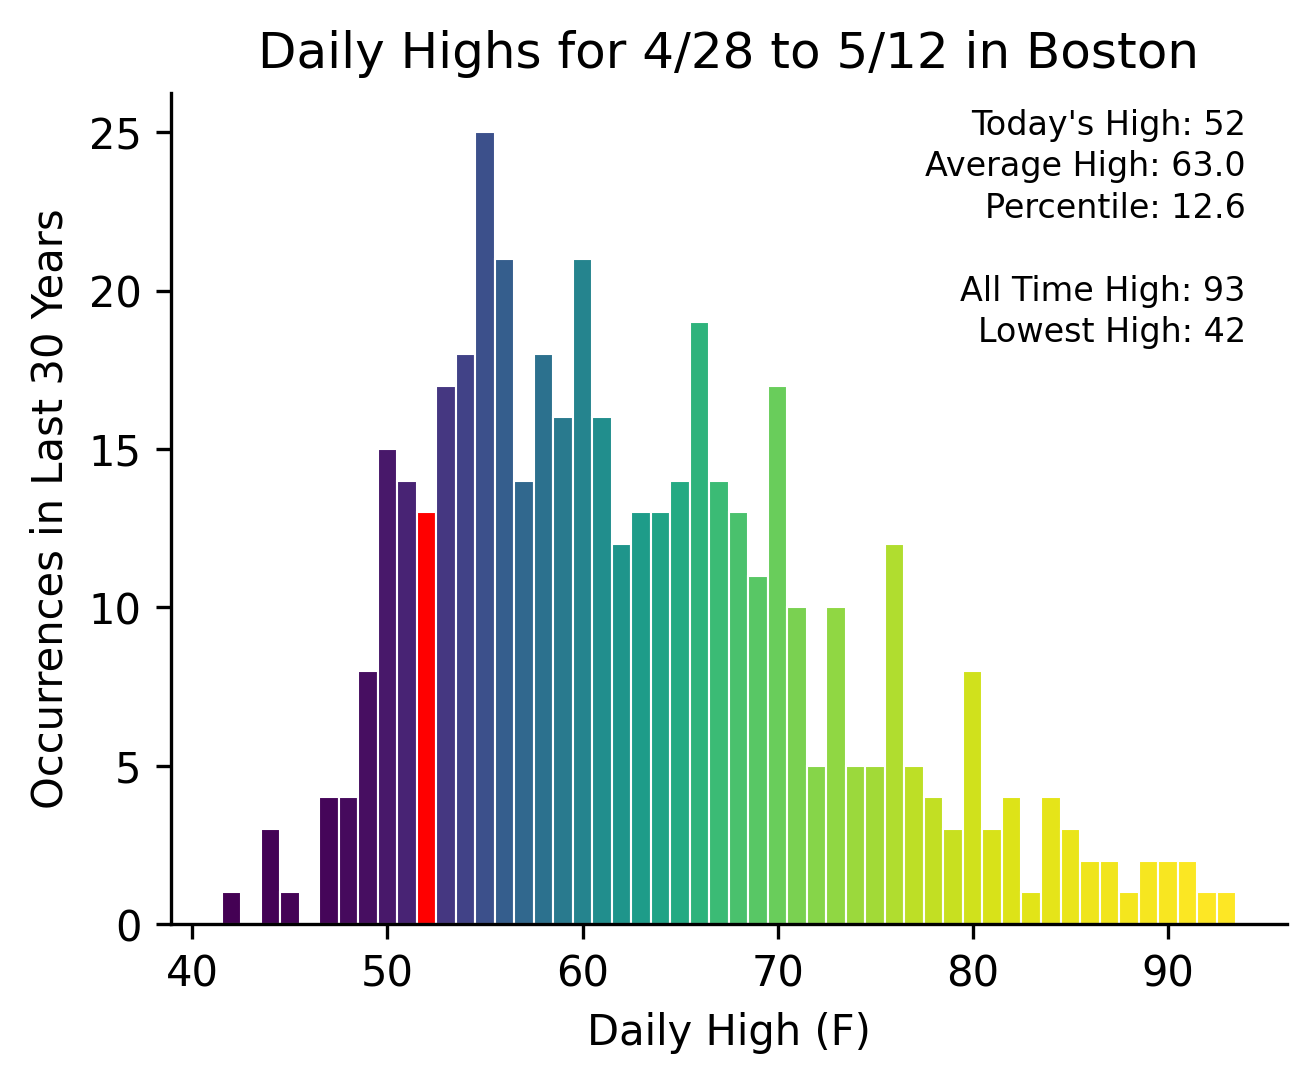 Daily Highs for 4/28 to 5/12 in Boston
Today's High: 52
Average High: 63.0
Percentile: 12.6
All Time High: 93
Lowest High: 42
Occurrences in Last 30 Years
25
20
15
10
5
0
40 50 60 70 80 90
Daily High (F)